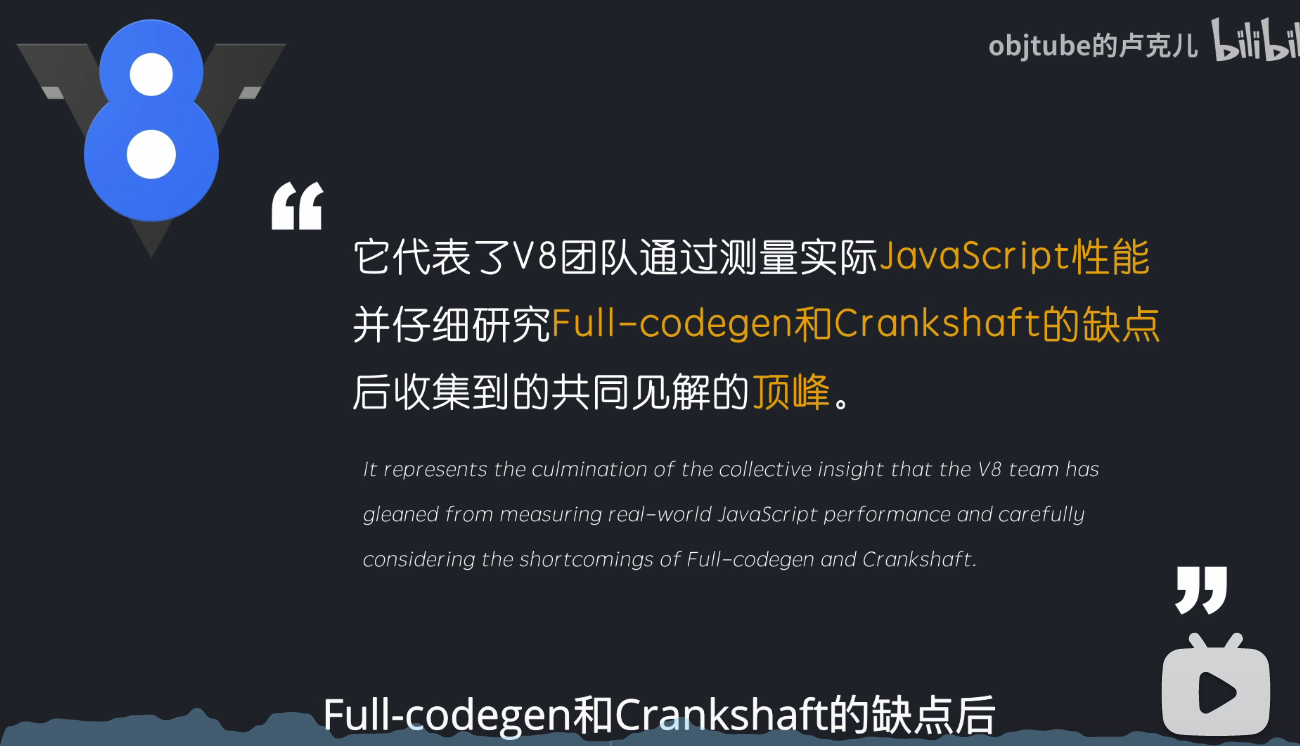 objtube的卢克儿 bilibili
8
“
它代表了V8团队通过测量实际JavaScript性能
并仔细研究Full-codegen和Crankshaft的缺点
后收集到的共同见解的顶峰。
It represents the culmination of the collective insight that the V8 team has
gleaned from measuring real-world JavaScript performance and carefully
considering the shortcomings of Full-codegen and Crankshaft.
”
Full-codegen和Crankshaft的缺点后